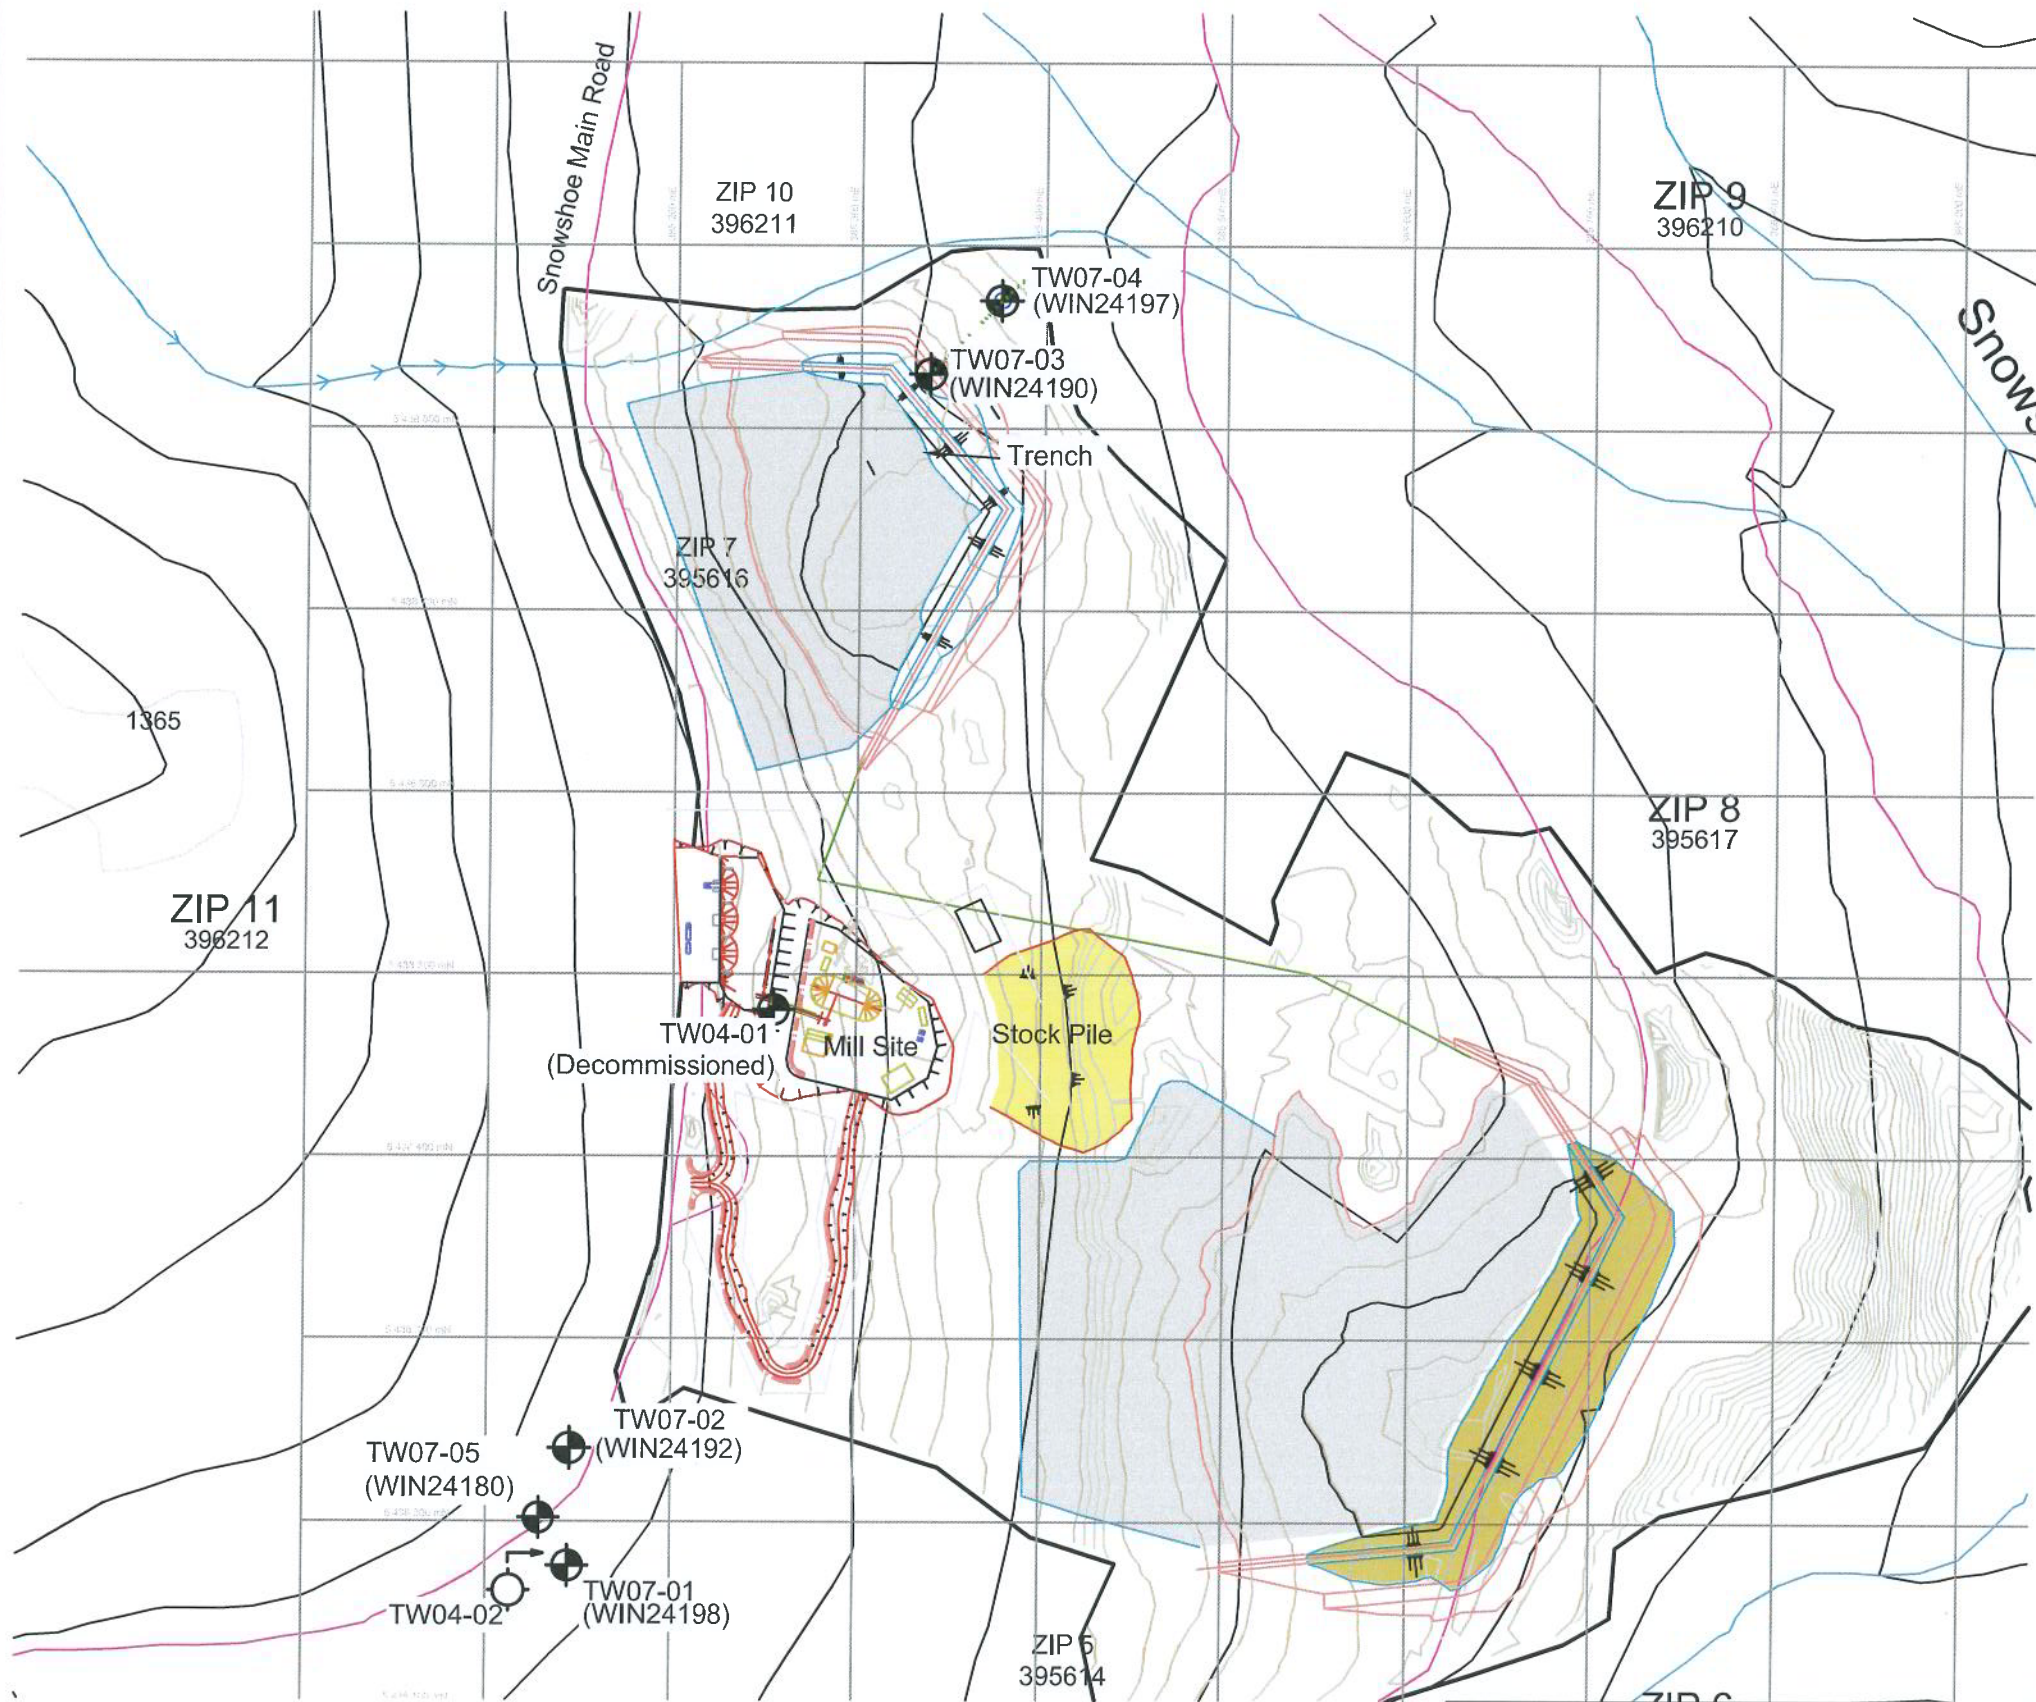 Snowshoe Main Road
ZIP 10
396211
ZIP 9
396210
TW07-04
(WIN24197)
Snows
TW07-03
(WIN24190)
Trench
ZIP 7
395616
1365
ZIP 8
395617
ZIP 11
396212
TW04-01
(Decommissioned)
Mill Site
Stock Pile
TW07-02
(WIN24192)
TW07-05
(WIN24180)
TW07-01
(WIN24198)
TW04-02
ZIP 5
395614